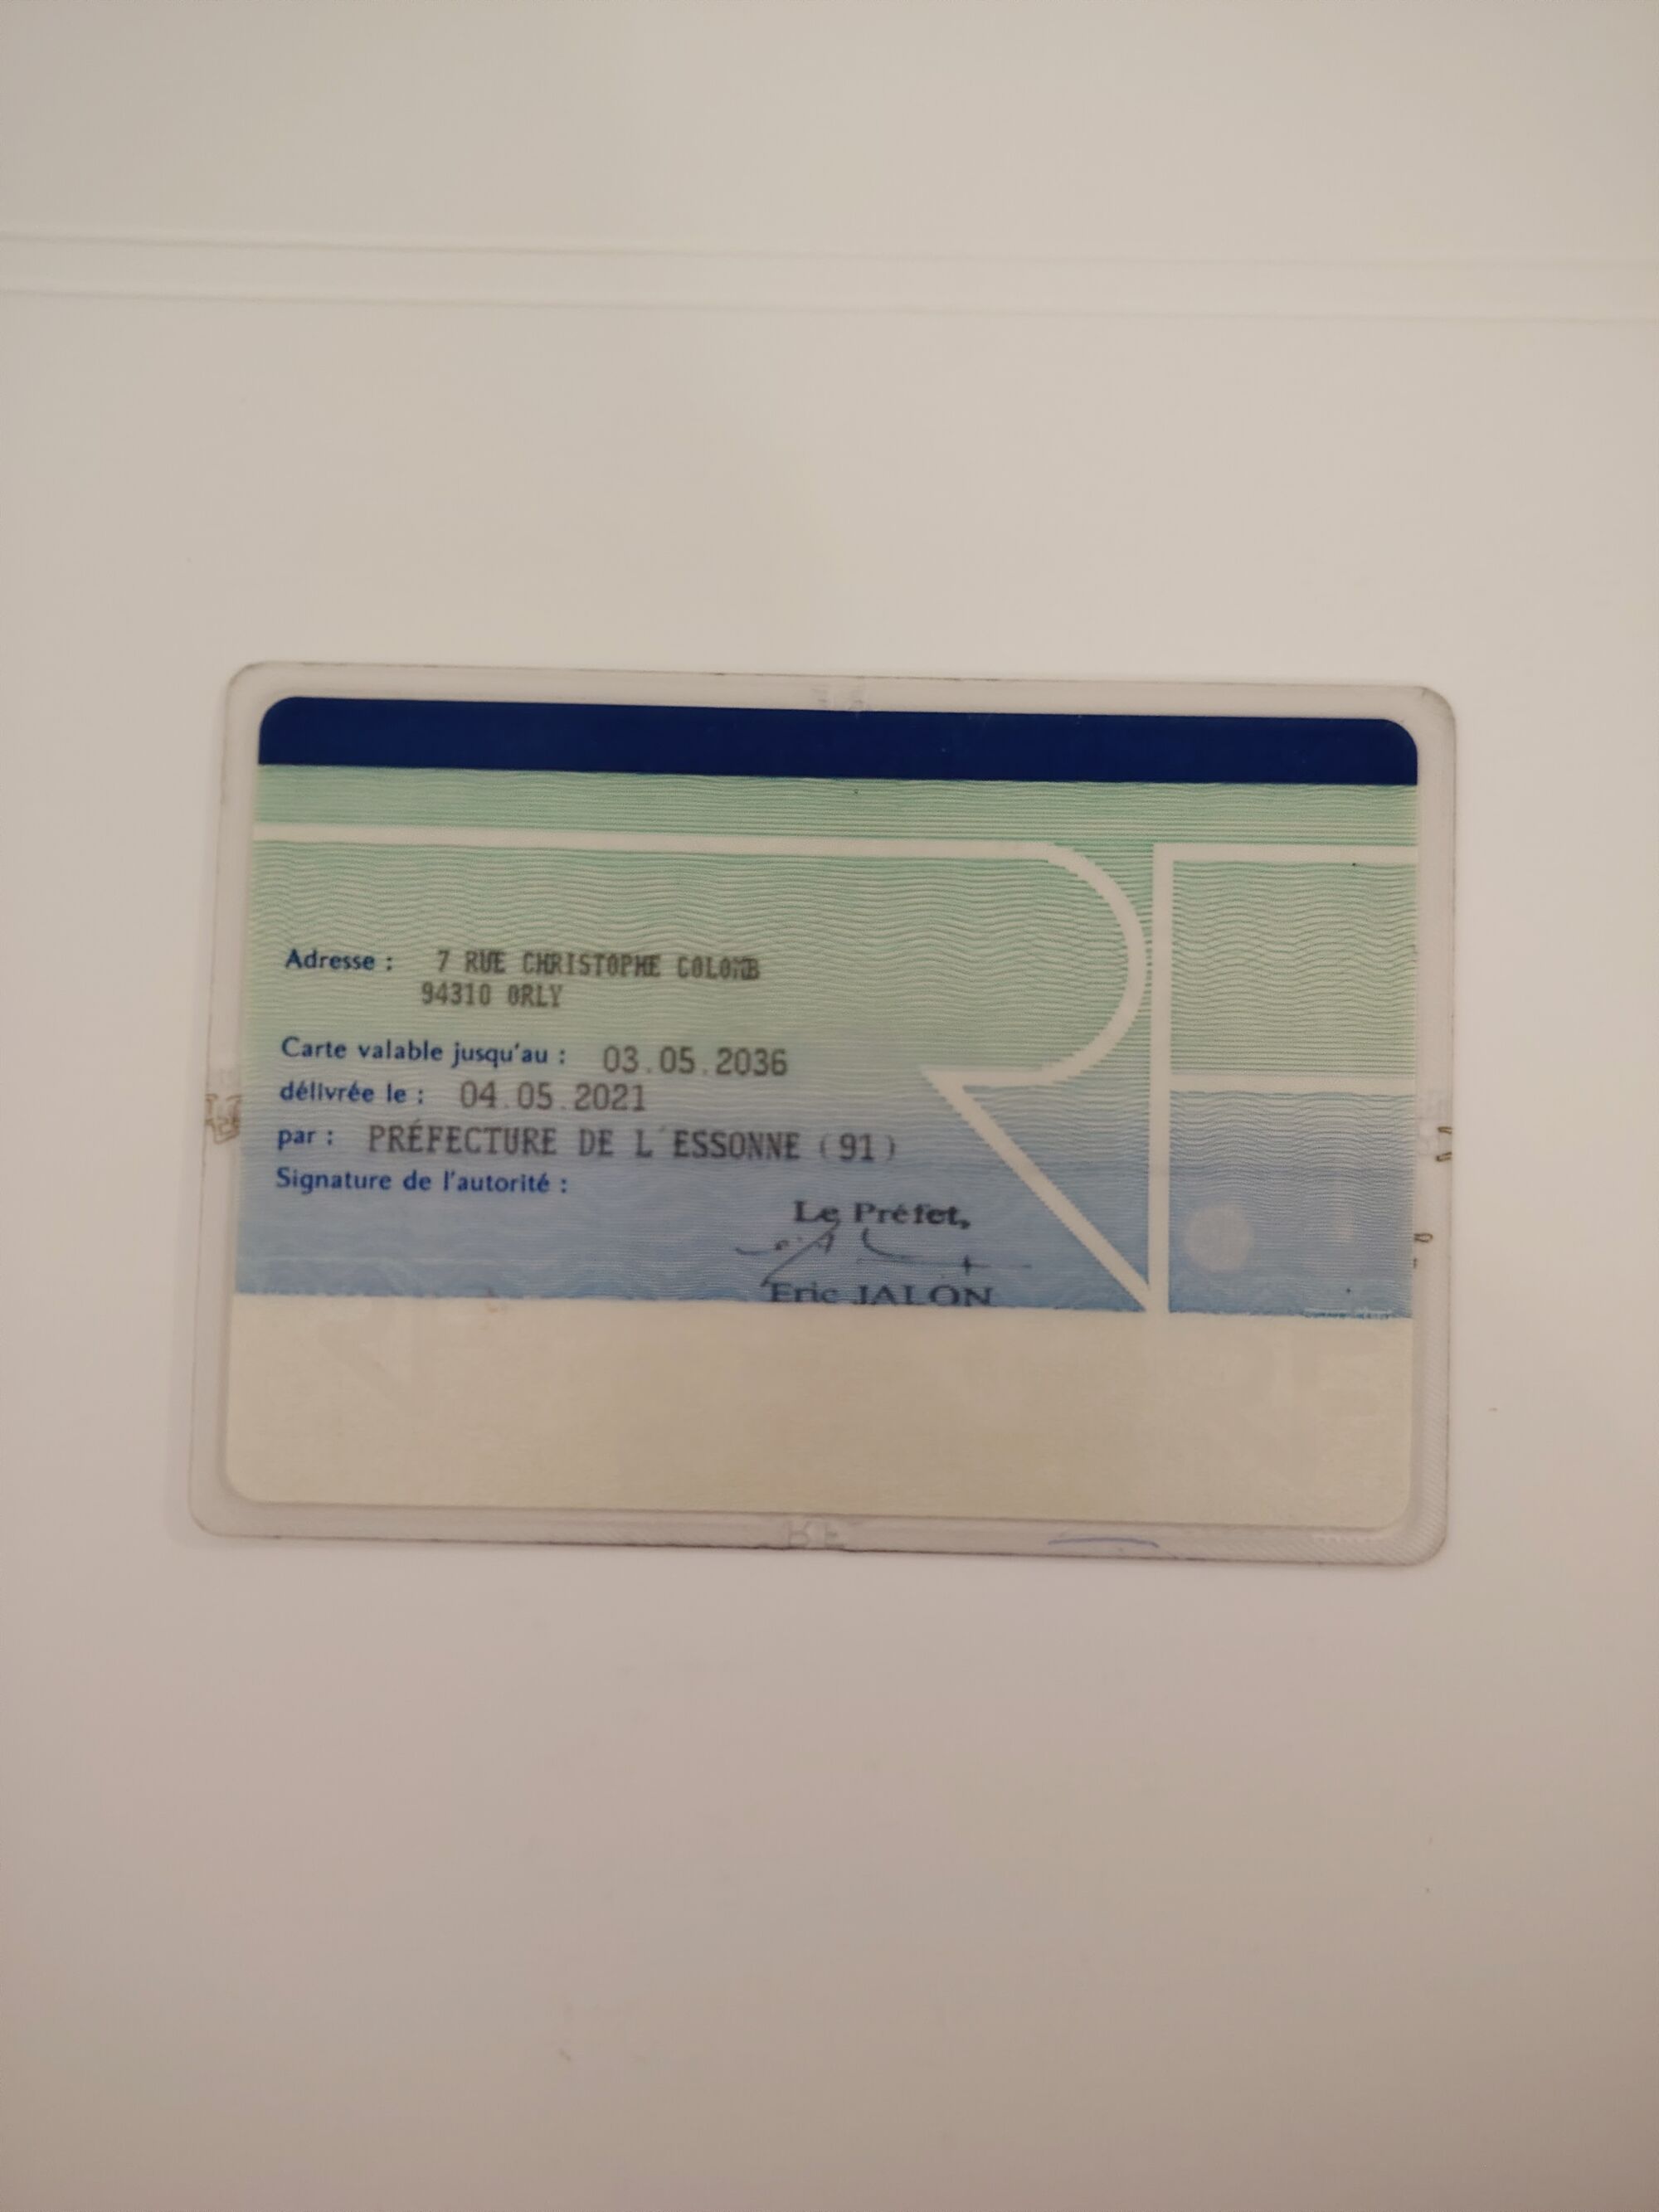 Adresse : 7 RUE CHRISTOPHE COLOMB
94310 ORLY
Carte valable jusqu'au : 03.05.2036
délivrée le : 04.05.2021
par : PRÉFECTURE DE L'ESSONNE (91)
Signature de l'autorité :
Le Préfet,
Eric JALON
RF